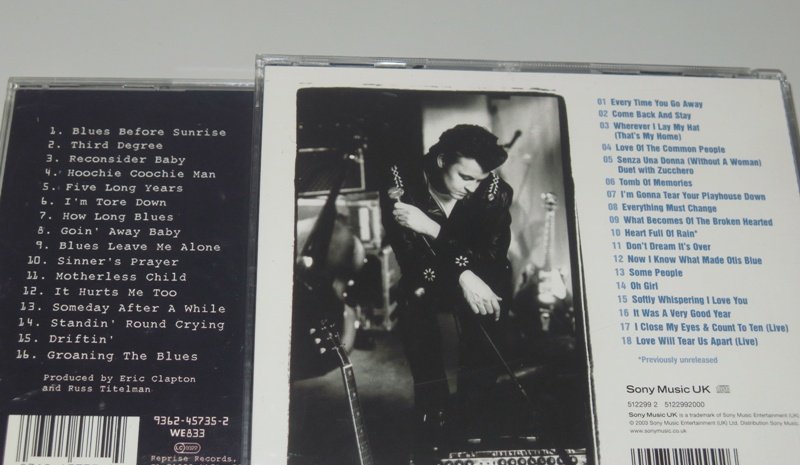 1. Blues Before Sunrise
2. Third Degree
3. Reconsider Baby
4. Hoochie Coochie Man
5. Five Long Years
6. I'm Tore Down
7. How Long Blues
8. Goin' Away Baby
9. Blues Leave Me Alone
10. Sinner's Prayer
11. Motherless Child
12. It Hurts Me Too
13. Someday After A While
14. Standin' Round Crying
15. Driftin'
16. Groaning The Blues
Produced by Eric Clapton
and Russ Titelman
9362-45735-2
WE833
Reprise Records.
01 Every Time You Go Away
02 Come Back And Stay
03 Wherever I Lay My Hat
(That's My Home)
04 Love Of The Common People
05 Senza Una Donna (Without A Woman)
Duet with Zucchero
06 Tomb Of Memories
07 I'm Gonna Tear Your Playhouse Down
08 Everything Must Change
09 What Becomes Of The Broken Hearted
10 Heart Full Of Rain*
11 Don't Dream It's Over
12 Now I Know What Made Otis Blue
13 Some People
14 Oh Girl
15 Softly Whispering I Love You
16 It Was A Very Good Year
17 I Close My Eyes & Count To Ten (Live)
18 Love Will Tear Us Apart (Live)
*Previously unreleased
Sony Music UK
512299 2 5122992000
Sony Music UK is a trademark of Sony Music Entertainment (UK)
© 2003 Sony Music Entertainment (UK) Ltd. Distribution Sony Music
www.sonymusic.co.uk